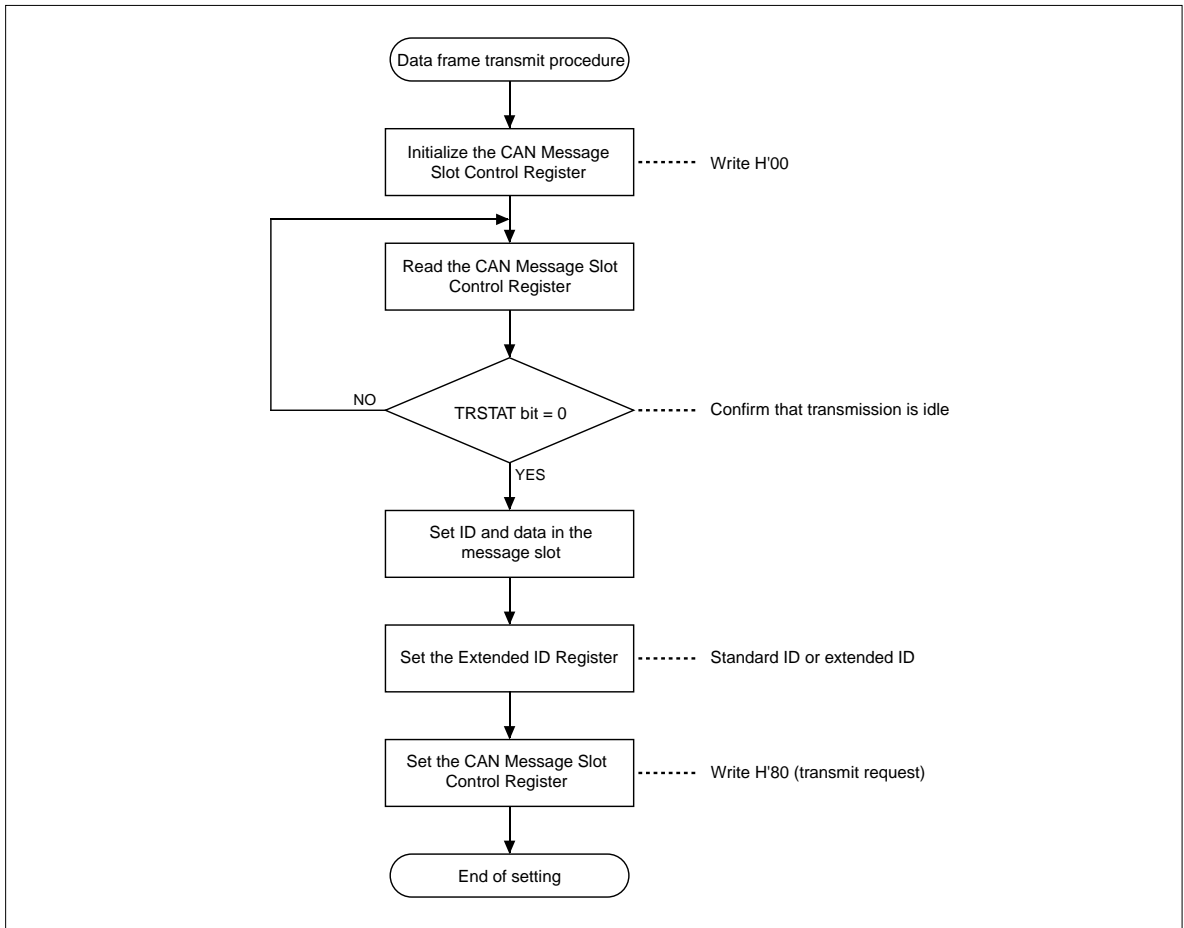 Data frame transmit procedure
Initialize the CAN Message
Slot Control Register
Write H'00
Read the CAN Message Slot
Control Register
NO
TRSTAT bit = 0
Confirm that transmission is idle
YES
Set ID and data in the
message slot
Set the Extended ID Register
Standard ID or extended ID
Set the CAN Message Slot
Control Register
Write H'80 (transmit request)
End of setting